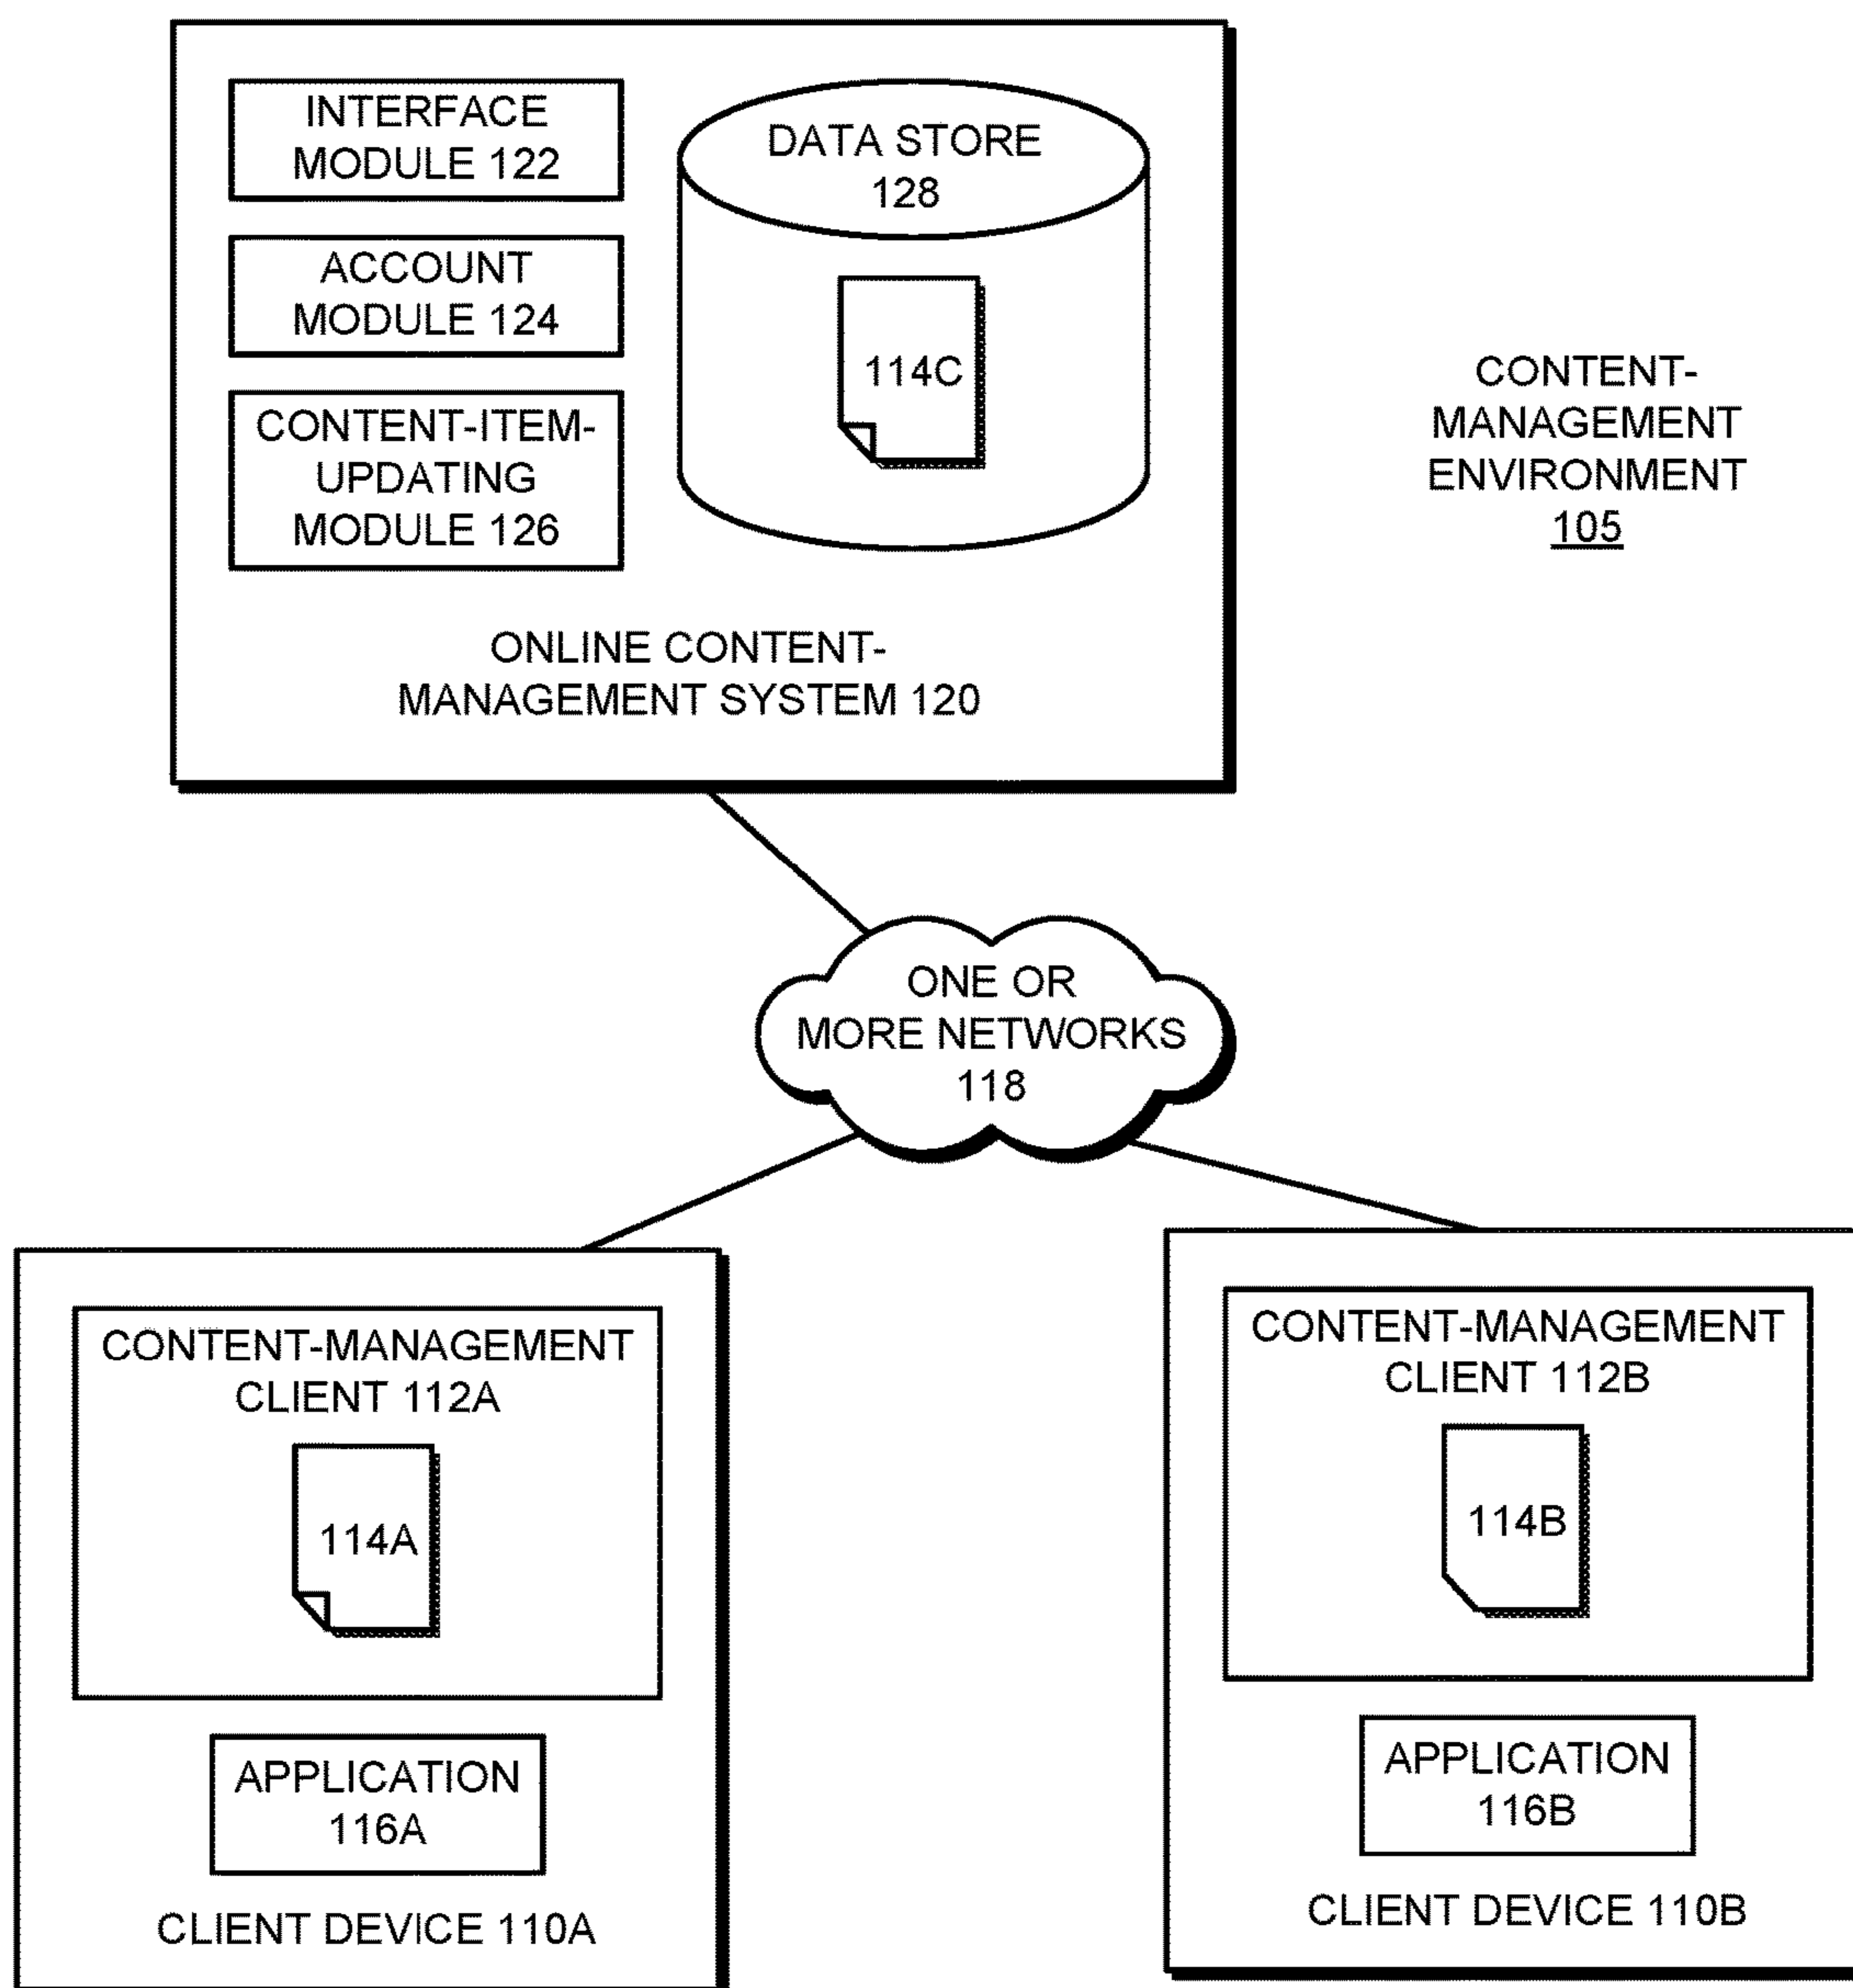 INTERFACE
MODULE 122
ACCOUNT
MODULE 124
CONTENT-ITEM-
UPDATING
MODULE 126
DATA STORE
128
114C
ONLINE CONTENT-
MANAGEMENT SYSTEM 120
CONTENT-
MANAGEMENT
ENVIRONMENT
105
ONE OR
MORE NETWORKS
118
CONTENT-MANAGEMENT
CLIENT 112A
114A
APPLICATION
116A
CLIENT DEVICE 110A
CONTENT-MANAGEMENT
CLIENT 112B
114B
APPLICATION
116B
CLIENT DEVICE 110B